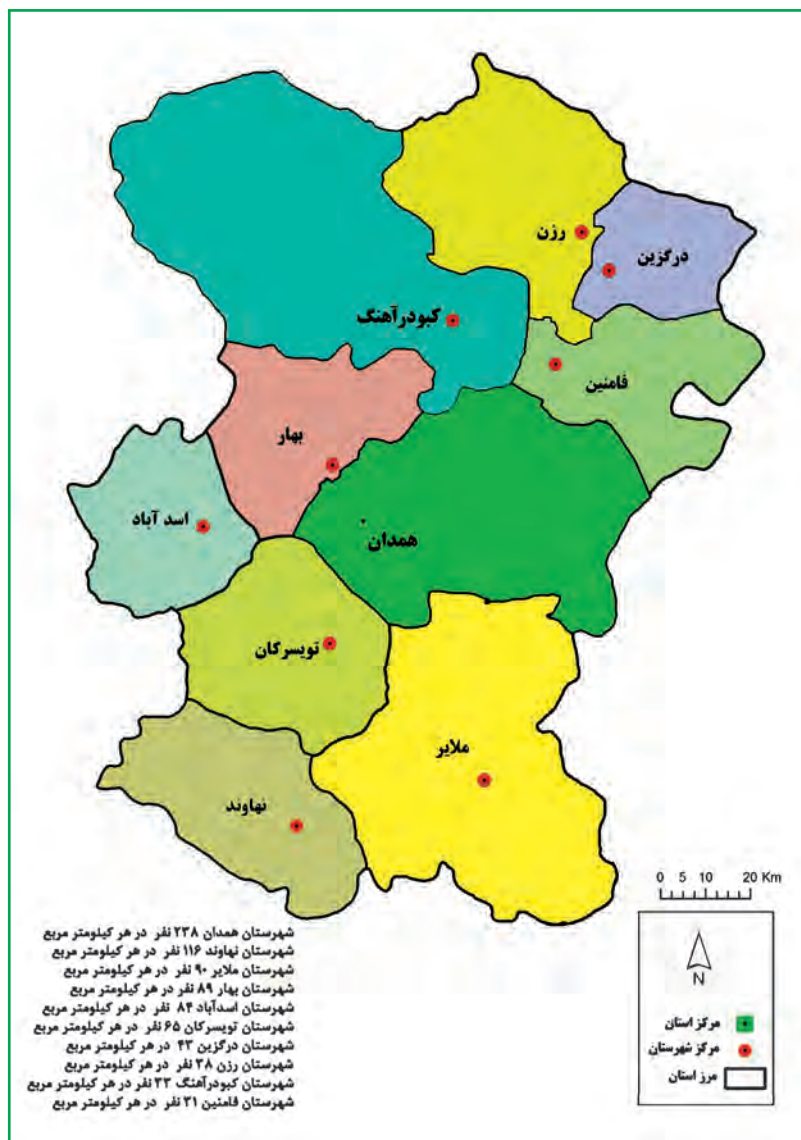 رزن
درگزین
کبودرآهنگ
فامنین
بهار
اسد آباد
همدان
تویسرکان
ملایر
نهاوند
0 5 10 20 Km
N
مرکز استان
مرکز شهرستان
مرز استان
شهرستان همدان ۲۳۸ نفر در هر کیلومتر مربع
شهرستان نهاوند ۱۱۶ نفر در هر کیلومتر مربع
شهرستان ملایر ۹۰ نفر در هر کیلومتر مربع
شهرستان بهار ۸۹ نفر در هر کیلومتر مربع
شهرستان اسدآباد ۸۴ نفر در هر کیلومتر مربع
شهرستان تویسرکان ۶۵ نفر در هر کیلومتر مربع
شهرستان درگزین ۴۳ در هر کیلومتر مربع
شهرستان رزن ۳۸ نفر در هر کیلومتر مربع
شهرستان کبودرآهنگ ۳۳ نفر در هر کیلومتر مربع
شهرستان فامنین ۳۱ نفر در هر کیلومتر مربع